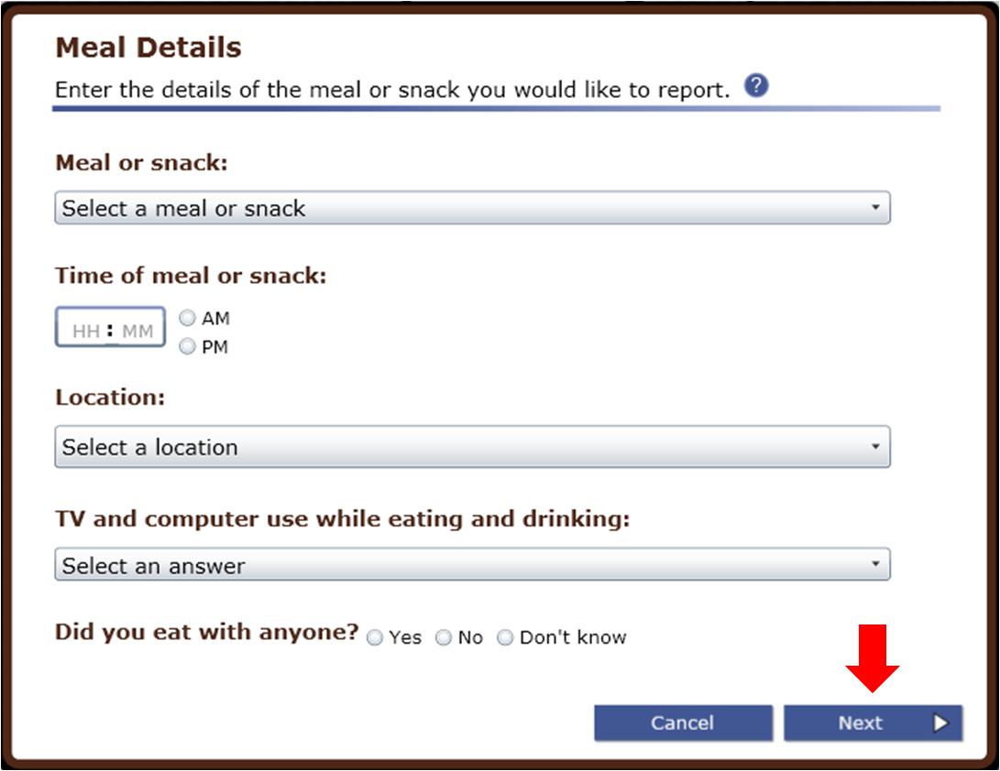 Meal Details
Enter the details of the meal or snack you would like to report. ?
Meal or snack:
Select a meal or snack
Time of meal or snack:
HH : MM
AM
PM
Location:
Select a location
TV and computer use while eating and drinking:
Select an answer
Did you eat with anyone? Yes No Don't know
Cancel Next